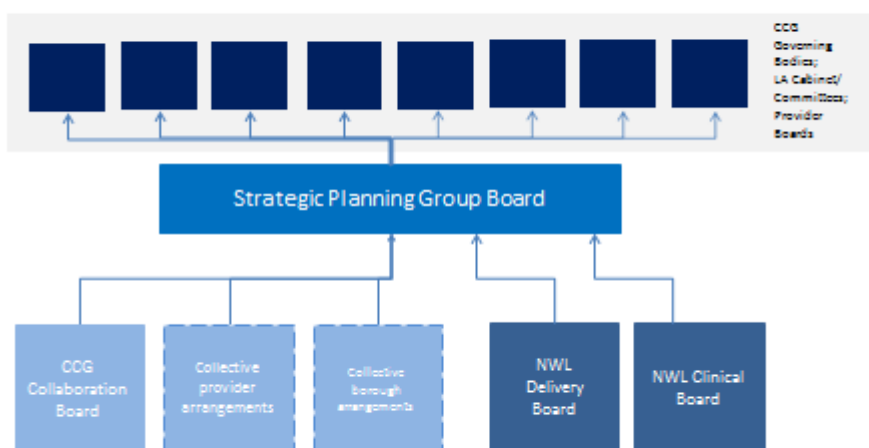 CCG
Governing
Bodies;
LA Cabinet/
Committees;
Provider
Boards
Strategic Planning Group Board
CCG
Collaboration
Board
Collective
provider
arrangements
Collective
borough
arrangements
NWL
Delivery
Board
NWL Clinical
Board